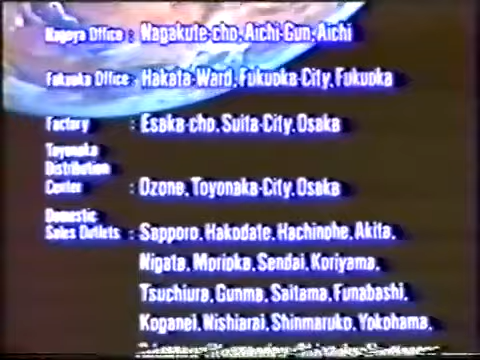 Nagoya Office : Nagakute-cho, Aichi-Gun, Aichi
Fukuoka Office : Hakata-Ward, Fukuoka-City, Fukuoka
Factory : Esaka-cho, Suita-City, Osaka
Toyonaka
Distribution
Center : Ozone, Toyonaka-City, Osaka
Domestic
Sales Outlets : Sapporo, Hakodate, Hachinohe, Akita,
Nigata, Morioka, Sendai, Koriyama,
Tsuchiura, Gunma, Saitama, Funabashi,
Koganei, Nishiarai, Shinmaruko, Yokohama,